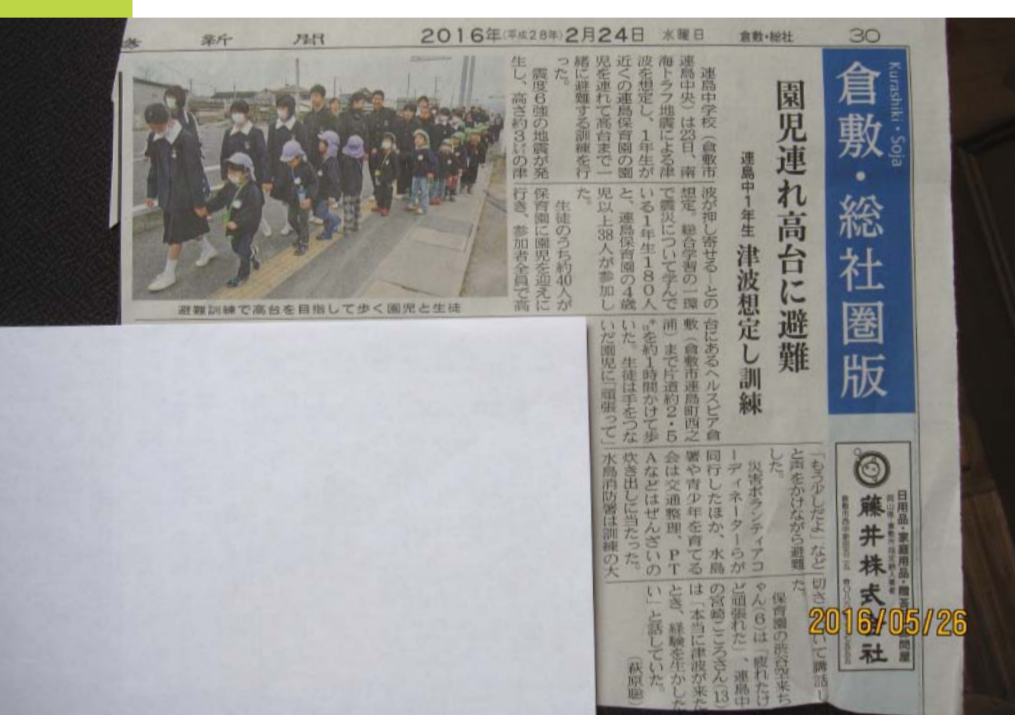 新聞
2016年(平成28年)2月24日 水曜日 倉敷・総社 30
Kurashiki・Soja
倉敷・総社圏版
園児連れ高台に避難
連島中1年生 津波想定し訓練
連島中学校（倉敷市
連島中央）は23日、南
海トラフ地震による津
波を想定し、1年生が
近くの連島保育園の園
児を連れて高台まで一
緒に避難する訓練を行
った。
震度6強の地震が発
生し、高さ約3㍍の津
波が押し寄せる―との
想定。総合学習の一環
で震災について学んで
いる1年生180人
と、連島保育園の4歳
児以上38人が参加し
た。
生徒のうち約40人が
保育園に園児を迎えに
行き、参加者全員で高
台にあるヘルスピア倉
敷（倉敷市連島町西之
浦）まで片道約2・5
㌔を約1時間かけて歩
いた。生徒は手をつな
いだ園児に「頑張って」
「もう少しだよ」など
と声をかけながら避難
した。
災害ボランティアコ
ーディネーターらが
同行したほか、水島
署や青少年を育てる
会は交通整理、PT
Aなどはぜんざいの
炊き出しに当たった。
水島消防署は訓練の大
切さ いて講話し
た。
保育園の渋谷空来ち
ゃん(6)は「疲れたけ
ど頑張れた」、連島中
の宮崎こころさん(13)
は「本当に津波が来た
とき、経験を生かした
い」と話していた。
（萩原聡）
避難訓練で高台を目指して歩く園児と生徒
日用品・家庭用品・贈答 問屋
藤井株式会社
2016/05/26